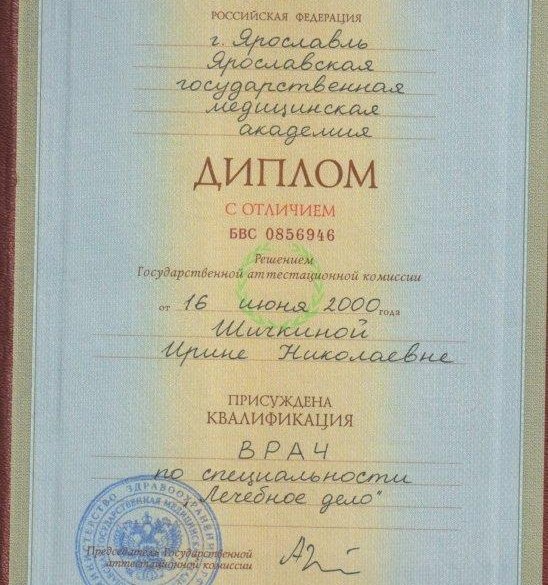 РОССИЙСКАЯ ФЕДЕРАЦИЯ
г. Ярославль
Ярославская
государственная
медицинская
академия
ДИПЛОМ
С ОТЛИЧИЕМ
БВС 0856946
Решением
Государственной аттестационной комиссии
от 16 июня 2000 года
Шичкиной
Ирине Николаевне
ПРИСУЖДЕНА
КВАЛИФИКАЦИЯ
ВРАЧ
по специальности
"Лечебное дело"
Председатель Государственной
аттестационной комиссии